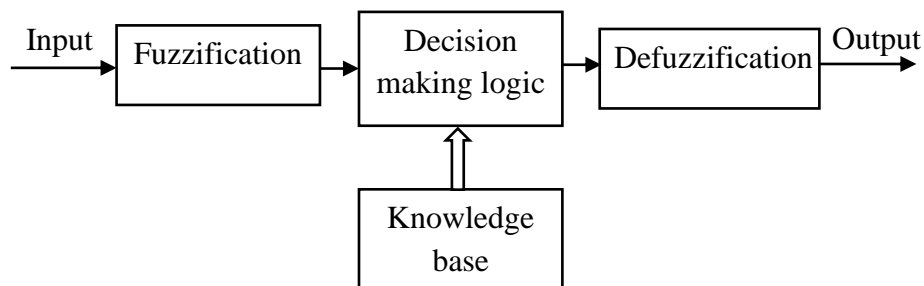 Input
Fuzzification
Decision
making logic
Defuzzification
Output
Knowledge
base